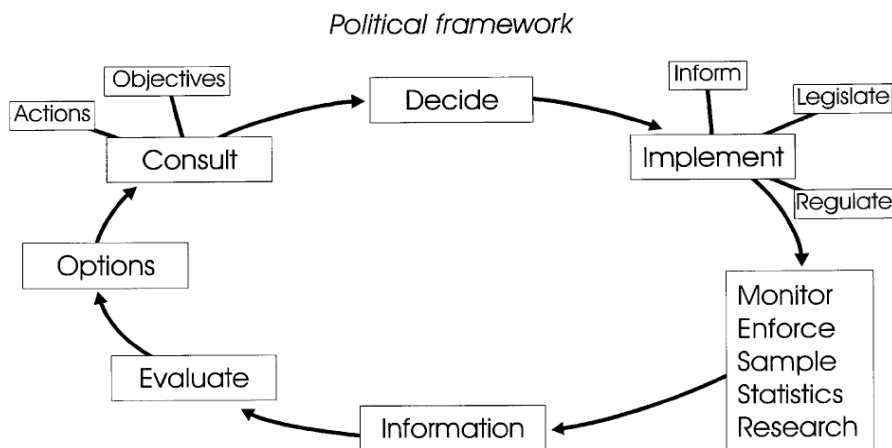 Political framework
Objectives
Actions
Consult
Decide
Inform
Legislate
Implement
Regulate
Options
Monitor
Enforce
Sample
Statistics
Research
Evaluate
Information